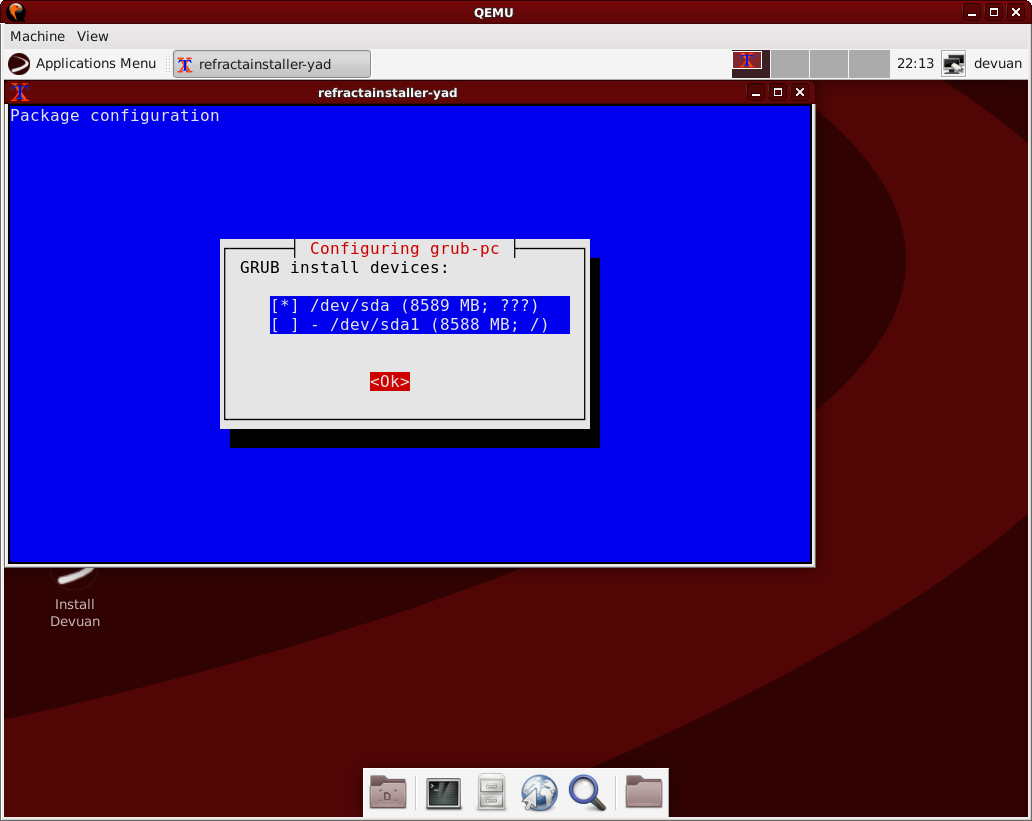 QEMU
Machine View
Applications Menu refractainstaller-yad 22:13 devuan
refractainstaller-yad
Package configuration
Configuring grub-pc
GRUB install devices:
[*] /dev/sda (8589 MB; ???)
[ ] - /dev/sda1 (8588 MB; /)
<Ok>
Install
Devuan